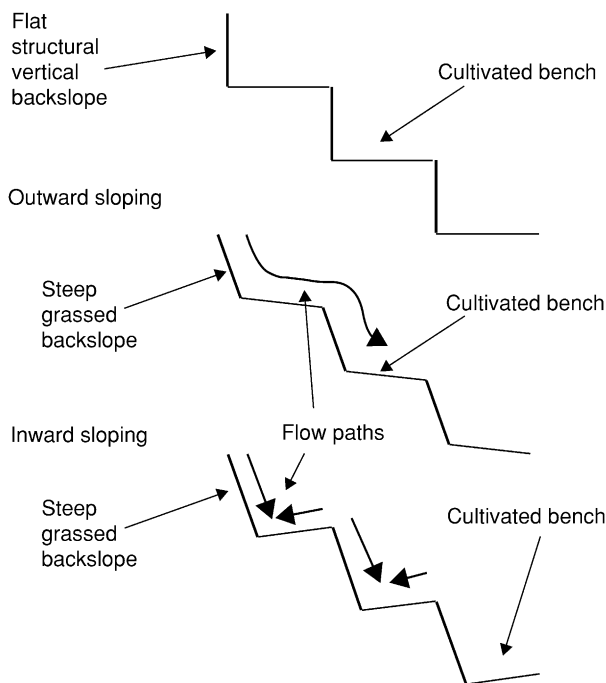 Flat
structural
vertical
backslope
Cultivated bench
Outward sloping
Steep
grassed
backslope
Cultivated bench
Flow paths
Inward sloping
Steep
grassed
backslope
Cultivated bench